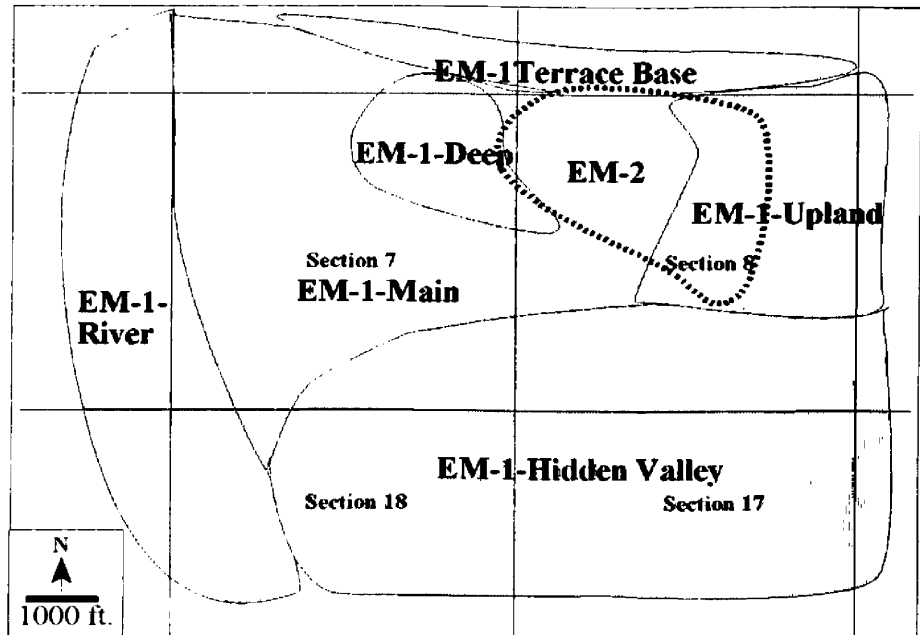 EM-1Terrace Base
EM-1-Deep
EM-2
EM-1-Upland
Section 7
Section 8
EM-1-Main
EM-1-
River
EM-1-Hidden Valley
Section 18
Section 17
N
1000 ft.